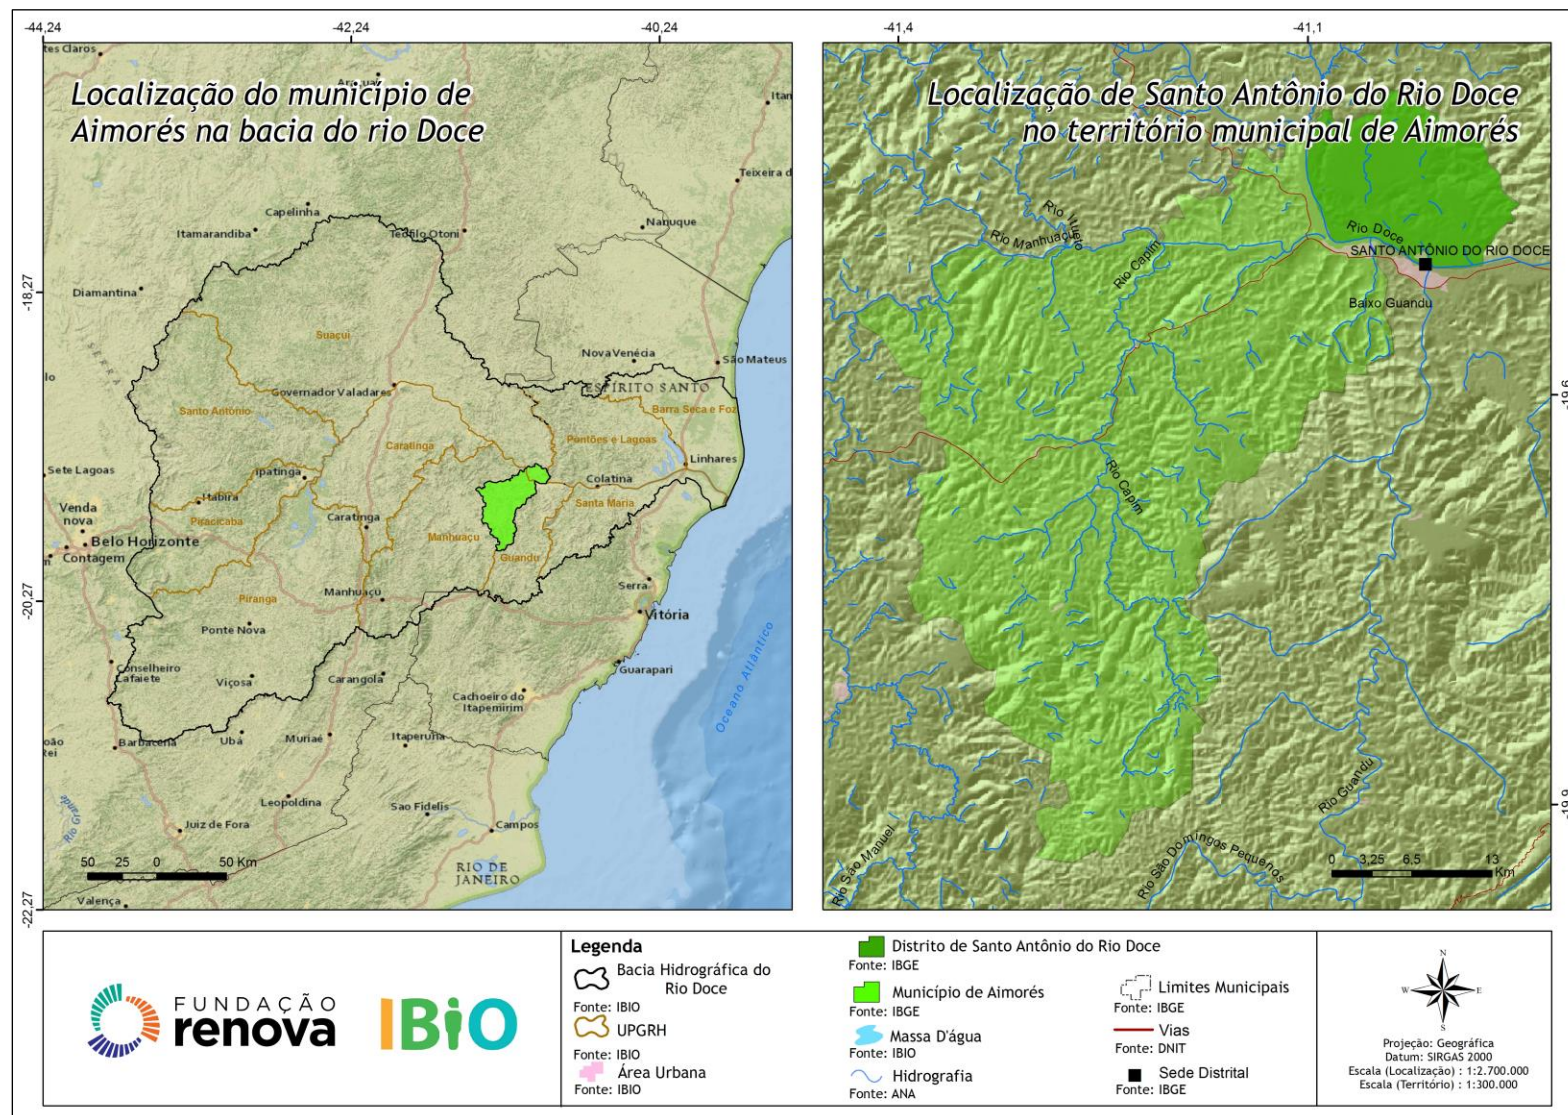 -44,24
-42,24
-40,24
-41,4
-41,1
Localização do município de
Aimorés na bacia do rio Doce
Localização de Santo Antônio do Rio Doce
no território municipal de Aimorés
tes Claros
Araçuaí
Itam
Teixeira d
Capelinha
Itamarandiba
Teófilo Otoni
Nanuque
-18,27
Diamantina
SERRA
Suaçuí
Nova Venécia
São Mateus
lo
Governador Valadares
ESPÍRITO SANTO
Santo Antônio
Barra Seca e Foz
Caratinga
Pontões e Lagoas
Linhares
Sete Lagoas
Ipatinga
Colatina
Itabira
Santa Maria
Venda
nova
Piracicaba
Caratinga
Manhuaçu
Belo Horizonte
Contagem
m
Guandu
Serra
-20,27
Piranga
Manhuaçu
Vitória
Ponte Nova
Conselheiro
Lafaiete
Viçosa
Carangola
Guarapari
Cachoeiro do
Itapemirim
Oceano Atlântico
João
Rei
Barbacena
Ubá
Muriaé
Itaperuna
Leopoldina
Sao Fidelis
Rio Grande
Juiz de Fora
Campos
RIO DE
JANEIRO
50 25 0 50 Km
Valença
-22,27
Rio Itueto
Rio Manhuaçu
Rio Capim
Rio Doce
SANTO ANTÔNIO DO RIO DOCE
Baixo Guandu
-19,6
Rio Capim
Rio Guandu
-19,9
Rio São Manuel
Rio São Domingos Pequenos
0 3,25 6,5 13
Km
FUNDAÇÃO
renova
IBiO
Legenda
Bacia Hidrográfica do
Rio Doce
Fonte: IBIO
UPGRH
Fonte: IBIO
Área Urbana
Fonte: IBIO
Distrito de Santo Antônio do Rio Doce
Fonte: IBGE
Município de Aimorés
Fonte: IBGE
Massa D'água
Fonte: IBIO
Hidrografia
Fonte: ANA
Limites Municipais
Fonte: IBGE
Vias
Fonte: DNIT
Sede Distrital
Fonte: IBGE
N
W
E
S
Projeção: Geográfica
Datum: SIRGAS 2000
Escala (Localização) : 1:2.700.000
Escala (Território) : 1:300.000